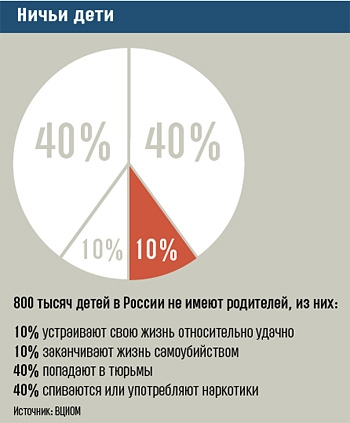 Ничьи дети
40% 40%
10% 10%
800 тысяч детей в России не имеют родителей, из них:
10% устраивают свою жизнь относительно удачно
10% заканчивают жизнь самоубийством
40% попадают в тюрьмы
40% спиваются или употребляют наркотики
Источник: ВЦИОМ